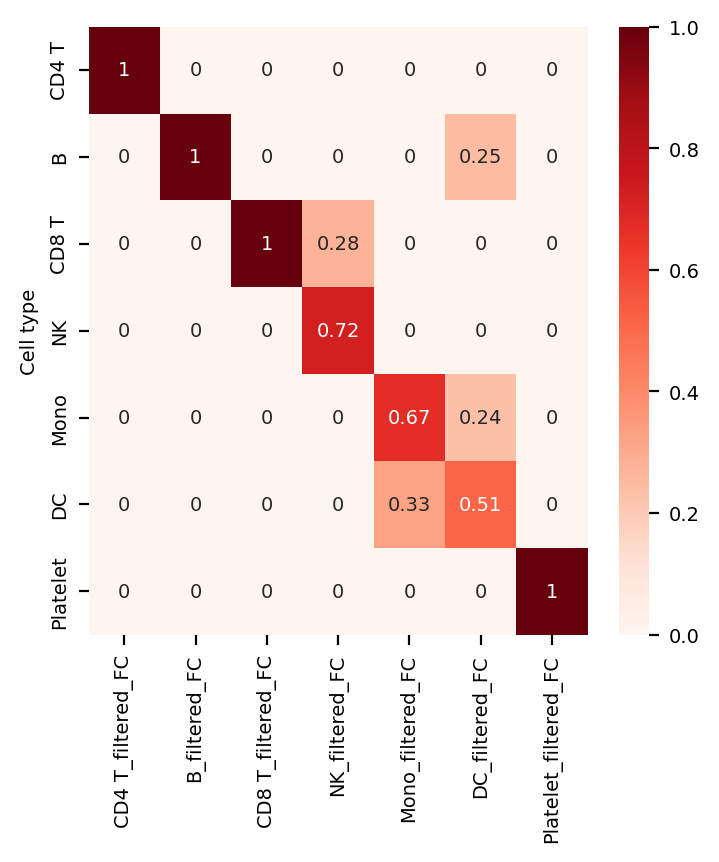 CD4 T 1 0 0 0 0 0 0
B 0 1 0 0 0 0.25 0
CD8 T 0 0 1 0.28 0 0 0
NK 0 0 0 0.72 0 0 0
Mono 0 0 0 0 0.67 0.24 0
DC 0 0 0 0 0.33 0.51 0
Platelet 0 0 0 0 0 0 1
Cell type
CD4 T_filtered_FC
B_filtered_FC
CD8 T_filtered_FC
NK_filtered_FC
Mono_filtered_FC
DC_filtered_FC
Platelet_filtered_FC
1.0
0.8
0.6
0.4
0.2
0.0